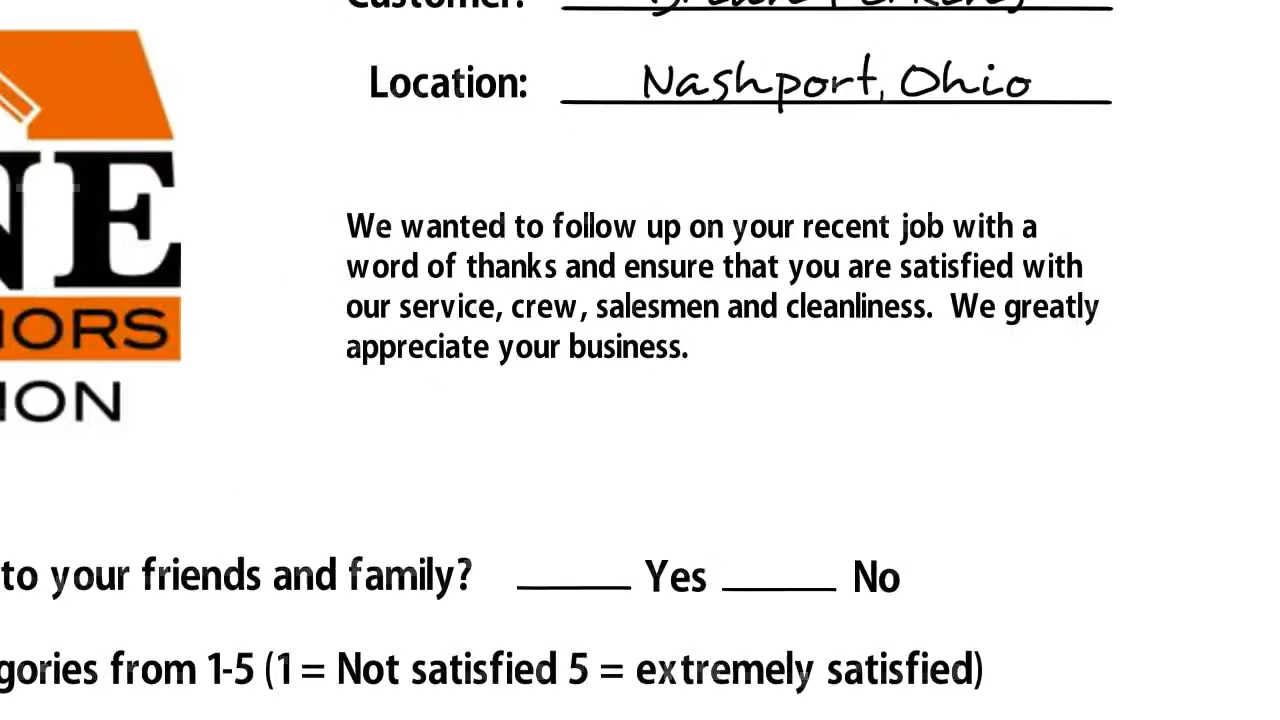 Customer:
Location: Nashport, Ohio
NE
IORS
ION
We wanted to follow up on your recent job with a
word of thanks and ensure that you are satisfied with
our service, crew, salesmen and cleanliness. We greatly
appreciate your business.
to your friends and family? Yes No
gories from 1-5 (1 = Not satisfied 5 = extremely satisfied)